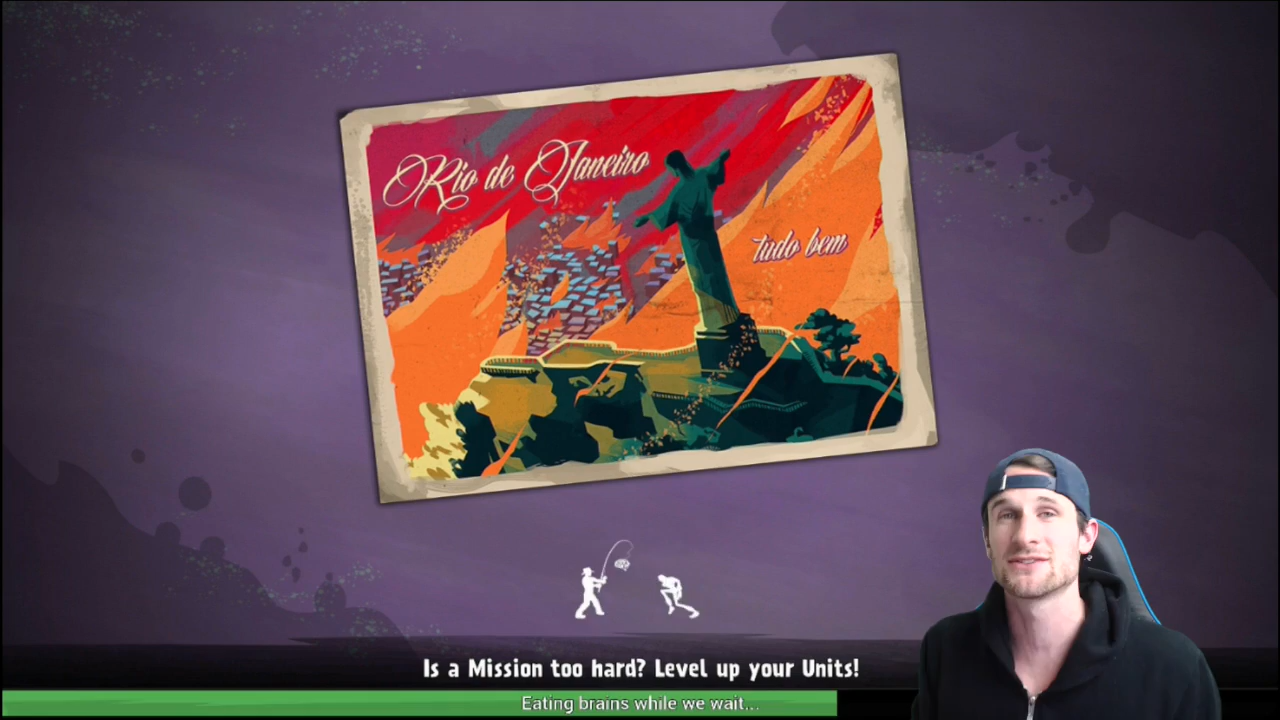 Rio de Janeiro
tudo bem
Is a Mission too hard? Level up your Units!
Eating brains while we wait...